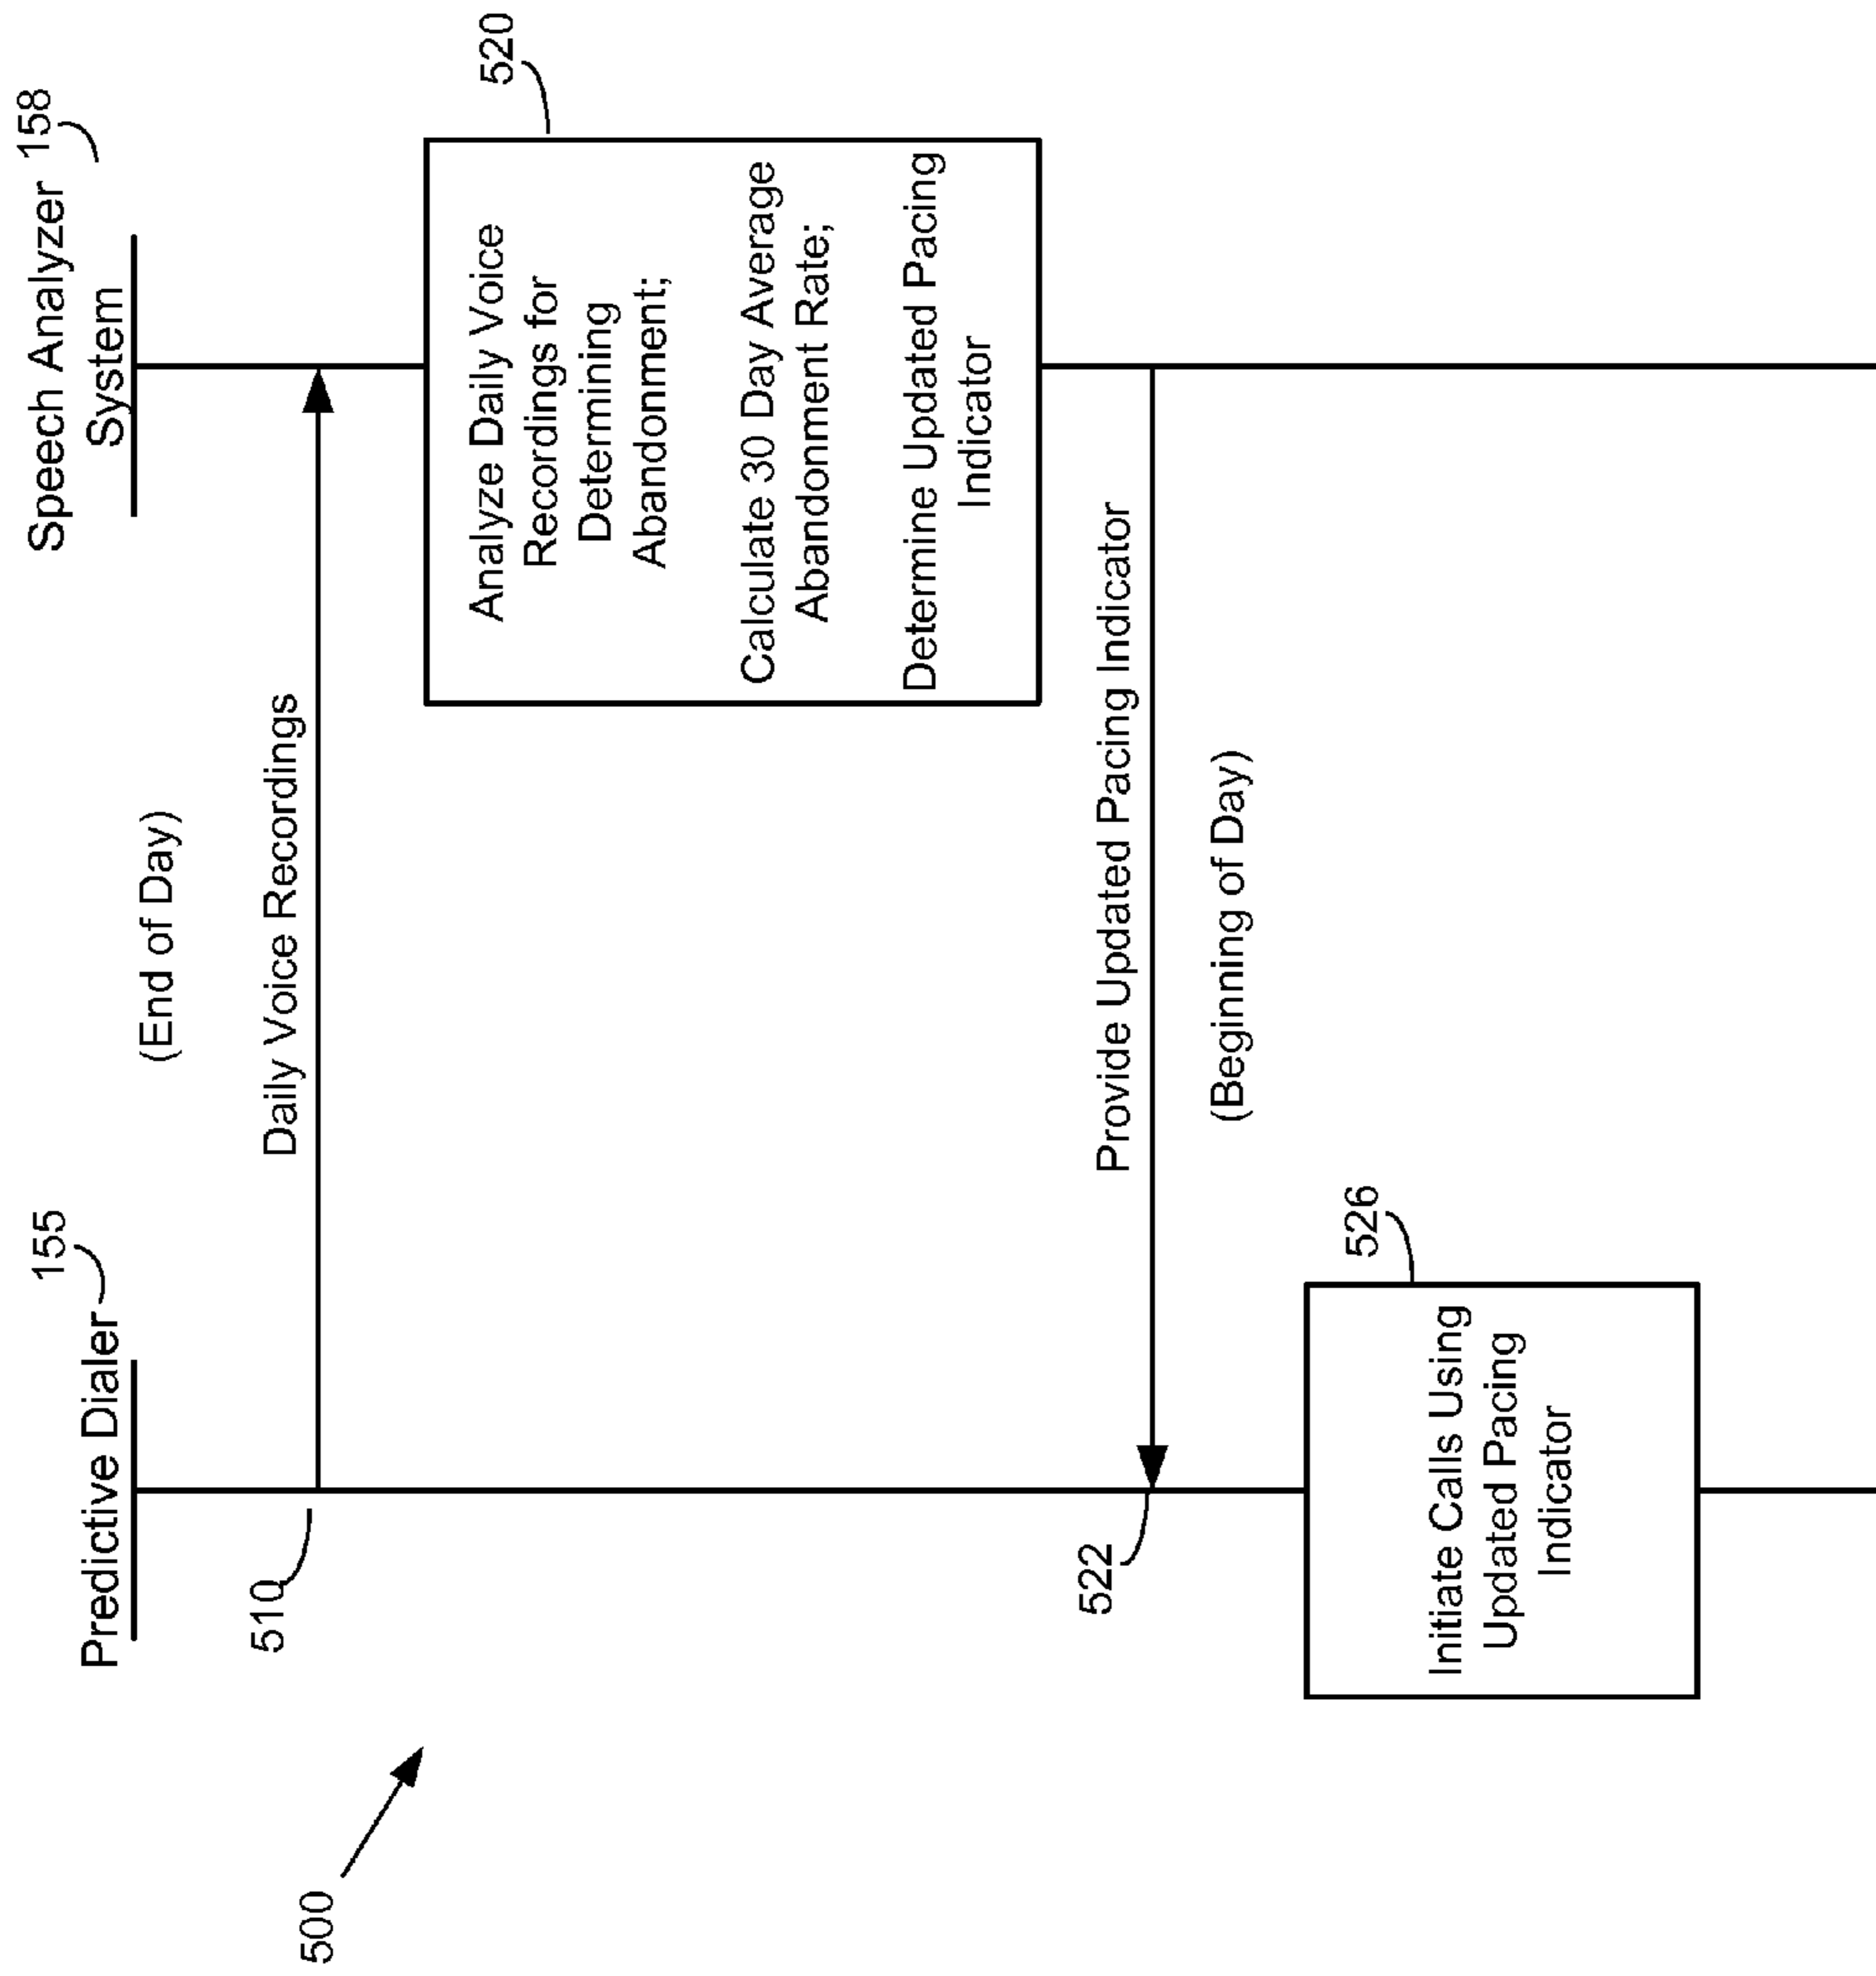 Predictive Dialer
155
Speech Analyzer
System
158
(End of Day)
510
Daily Voice Recordings
520
Analyze Daily Voice
Recordings for
Determining
Abandonment;
Calculate 30 Day Average
Abandonment Rate;
Determine Updated Pacing
Indicator
522
Provide Updated Pacing Indicator
(Beginning of Day)
526
Initiate Calls Using
Updated Pacing
Indicator
500